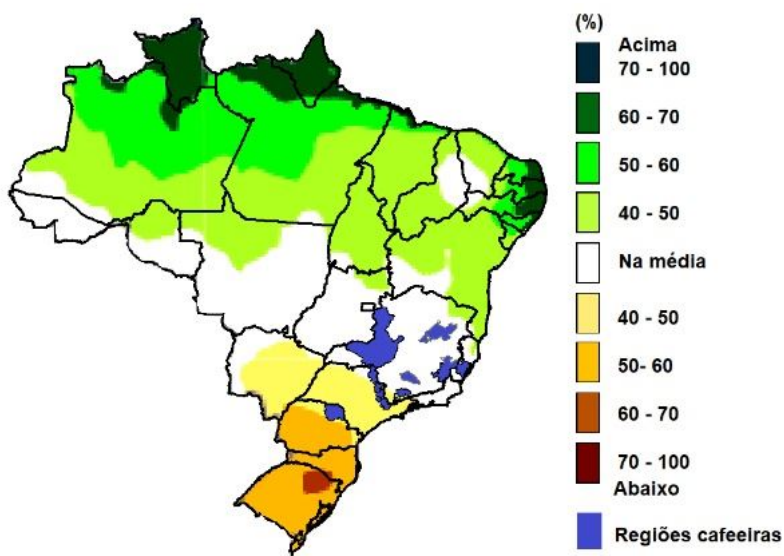 (%)
Acima
70 - 100
60 - 70
50 - 60
40 - 50
Na média
40 - 50
50- 60
60 - 70
70 - 100
Abaixo
Regiões cafeeiras